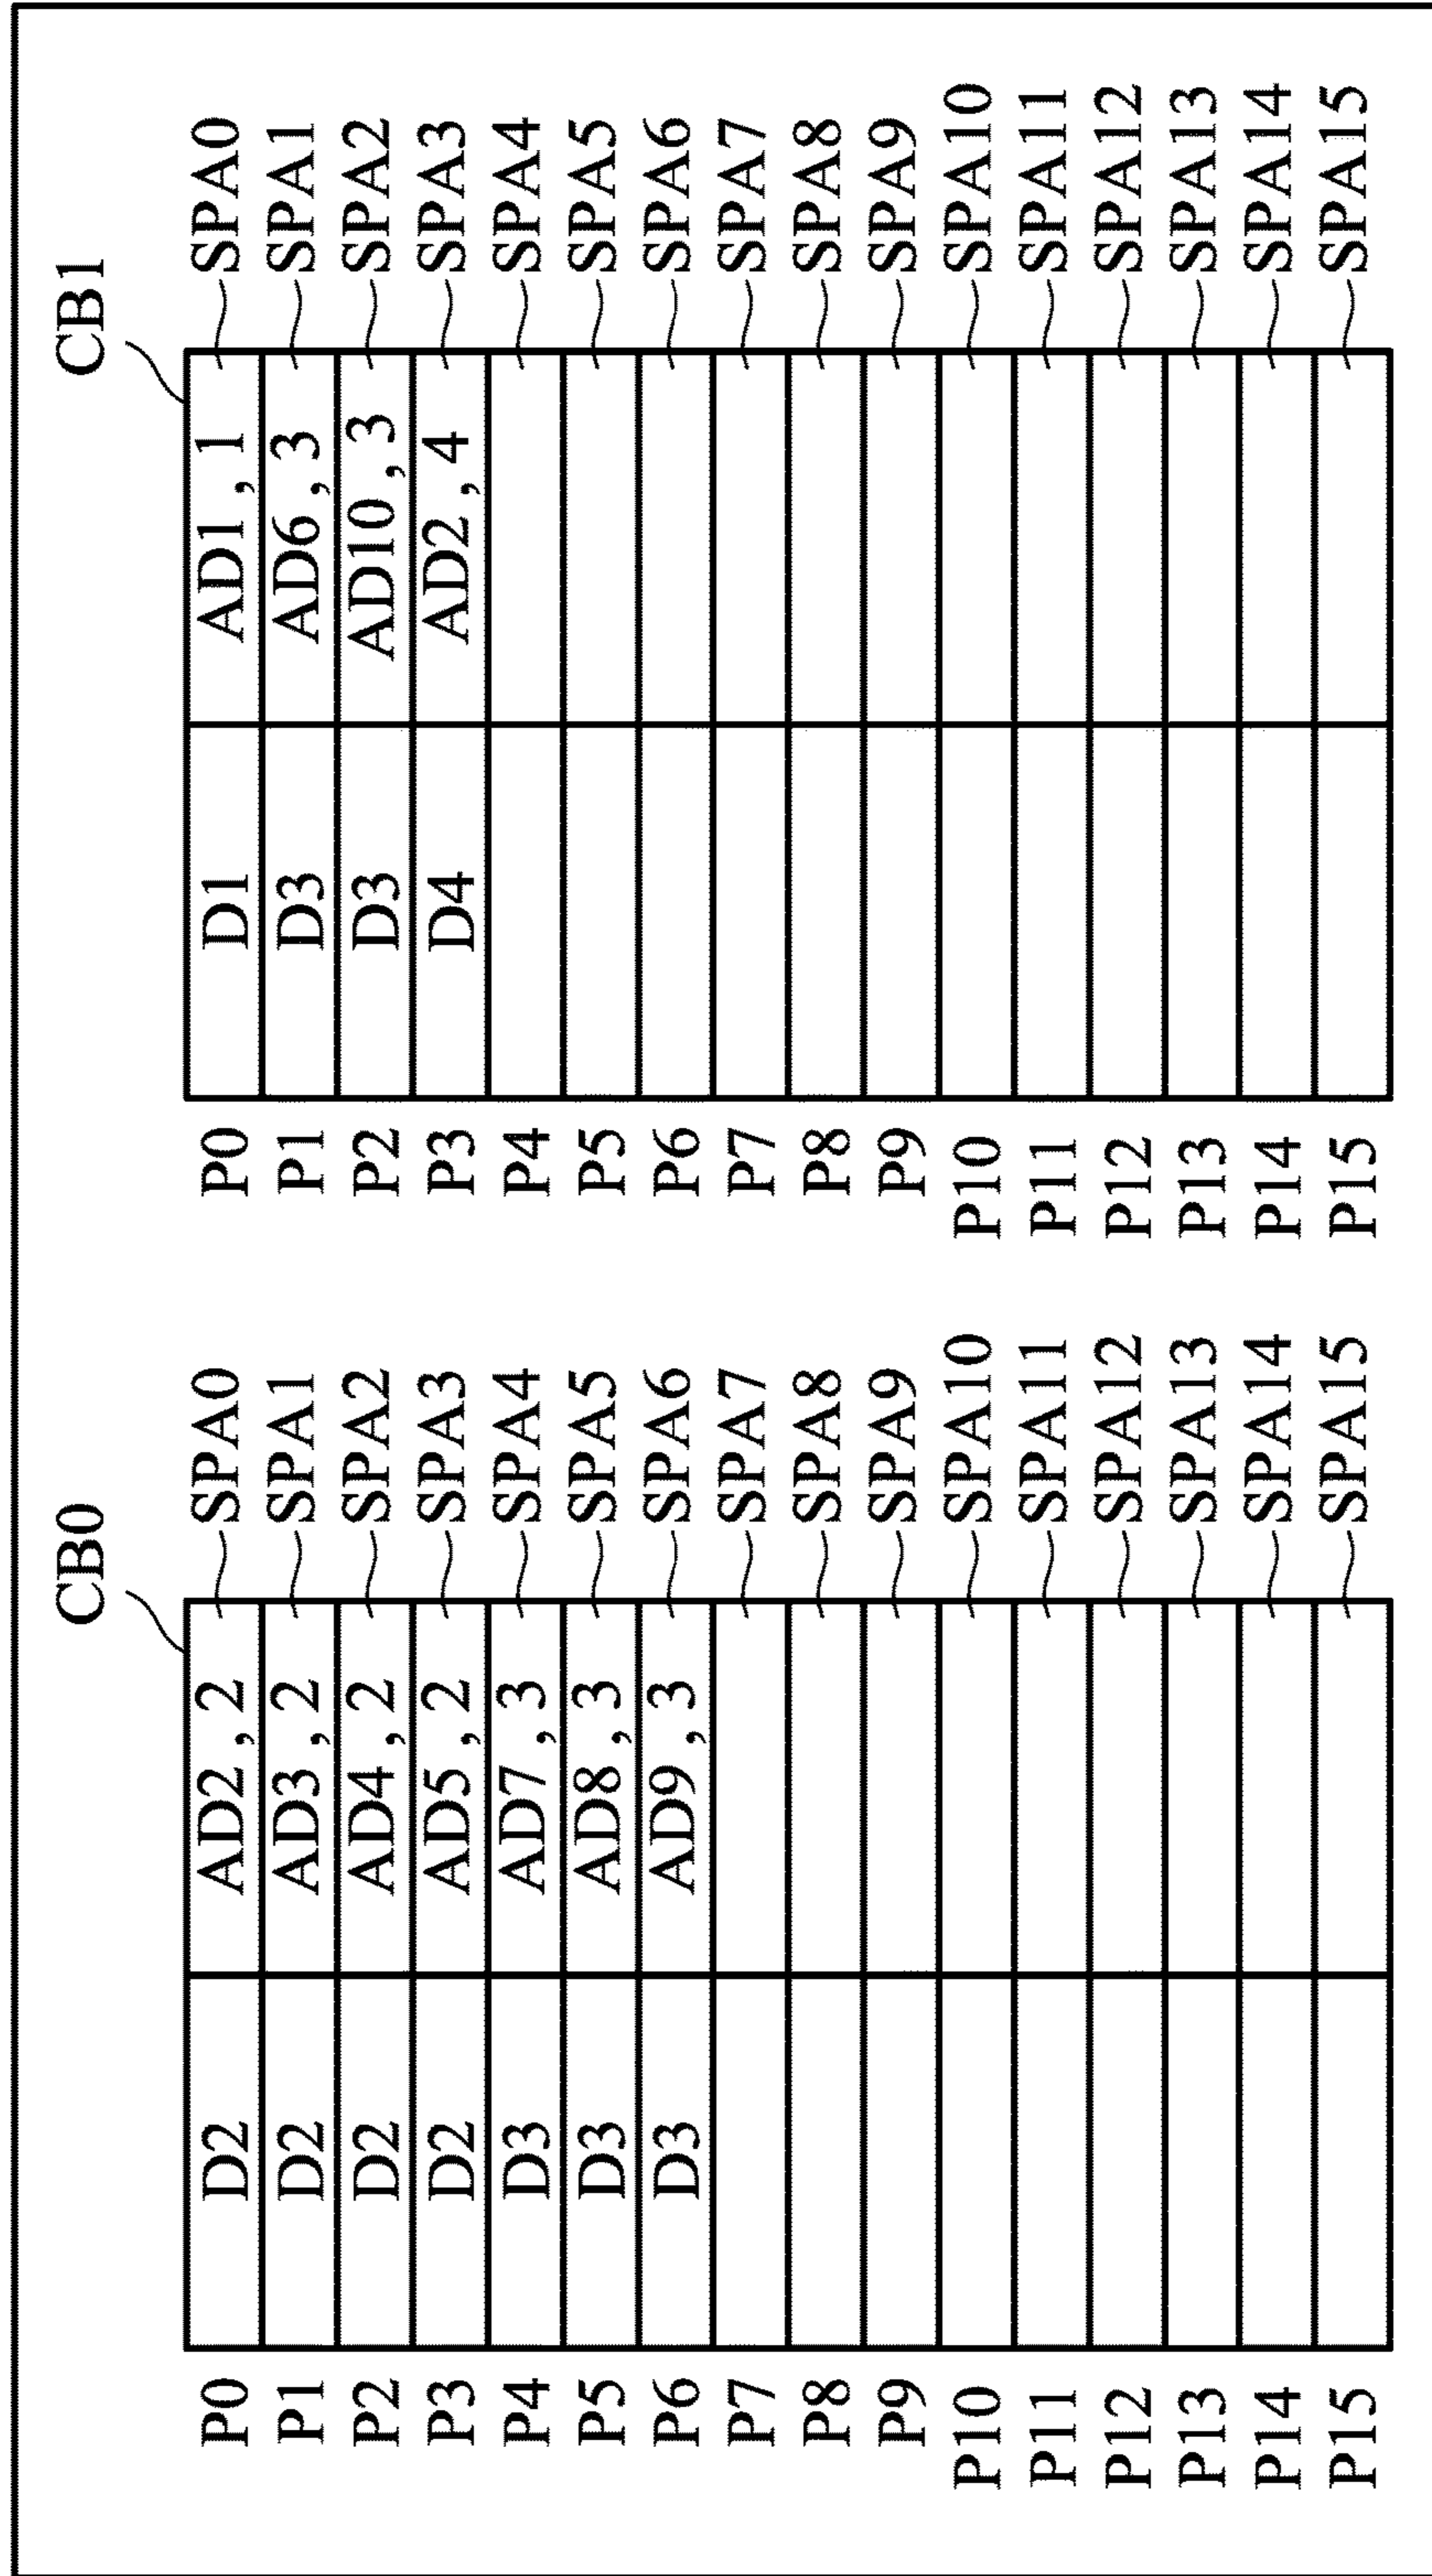 CB0
P0 D2 AD2 , 2 SPA0
P1 D2 AD3 , 2 SPA1
P2 D2 AD4 , 2 SPA2
P3 D2 AD5 , 2 SPA3
P4 D3 AD7 , 3 SPA4
P5 D3 AD8 , 3 SPA5
P6 D3 AD9 , 3 SPA6
P7 SPA7
P8 SPA8
P9 SPA9
P10 SPA10
P11 SPA11
P12 SPA12
P13 SPA13
P14 SPA14
P15 SPA15
CB1
P0 D1 AD1 , 1 SPA0
P1 D3 AD6 , 3 SPA1
P2 D3 AD10 , 3 SPA2
P3 D4 AD2 , 4 SPA3
P4 SPA4
P5 SPA5
P6 SPA6
P7 SPA7
P8 SPA8
P9 SPA9
P10 SPA10
P11 SPA11
P12 SPA12
P13 SPA13
P14 SPA14
P15 SPA15